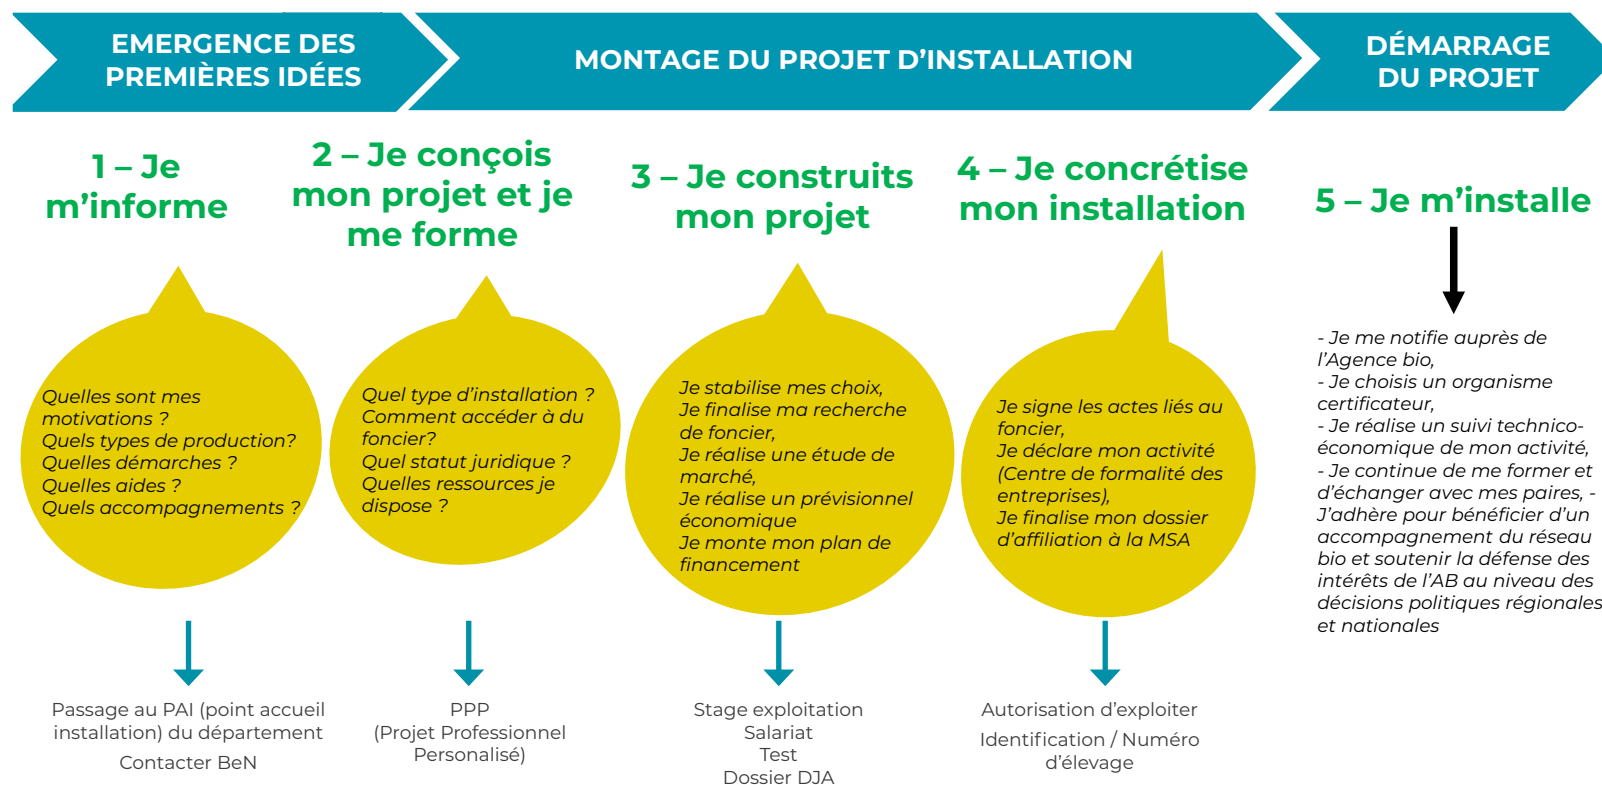 EMERGENCE DES
PREMIÈRES IDÉES
MONTAGE DU PROJET D'INSTALLATION
DÉMARRAGE
DU PROJET
1 – Je
m'informe
2 – Je conçois
mon projet et je
me forme
3 – Je construits
mon projet
4 – Je concrétise
mon installation
5 – Je m'installe
Quelles sont mes
motivations ?
Quels types de production?
Quelles démarches ?
Quelles aides ?
Quels accompagnements ?
Quel type d'installation ?
Comment accéder à du
foncier?
Quel statut juridique ?
Quelles ressources je
dispose ?
Je stabilise mes choix,
Je finalise ma recherche
de foncier,
Je réalise une étude de
marché,
Je réalise un prévisionnel
économique
Je monte mon plan de
financement
Je signe les actes liés au
foncier,
Je déclare mon activité
(Centre de formalité des
entreprises),
Je finalise mon dossier
d'affiliation à la MSA
- Je me notifie auprès de
l'Agence bio,
- Je choisis un organisme
certificateur,
- Je réalise un suivi technico-
économique de mon activité,
- Je continue de me former et
d'échanger avec mes paires, -
J'adhère pour bénéficier d'un
accompagnement du réseau
bio et soutenir la défense des
intérêts de l'AB au niveau des
décisions politiques régionales
et nationales
Passage au PAI (point accueil
installation) du département
Contacter BeN
PPP
(Projet Professionnel
Personalisé)
Stage exploitation
Salariat
Test
Dossier DJA
Autorisation d'exploiter
Identification / Numéro
d'élevage